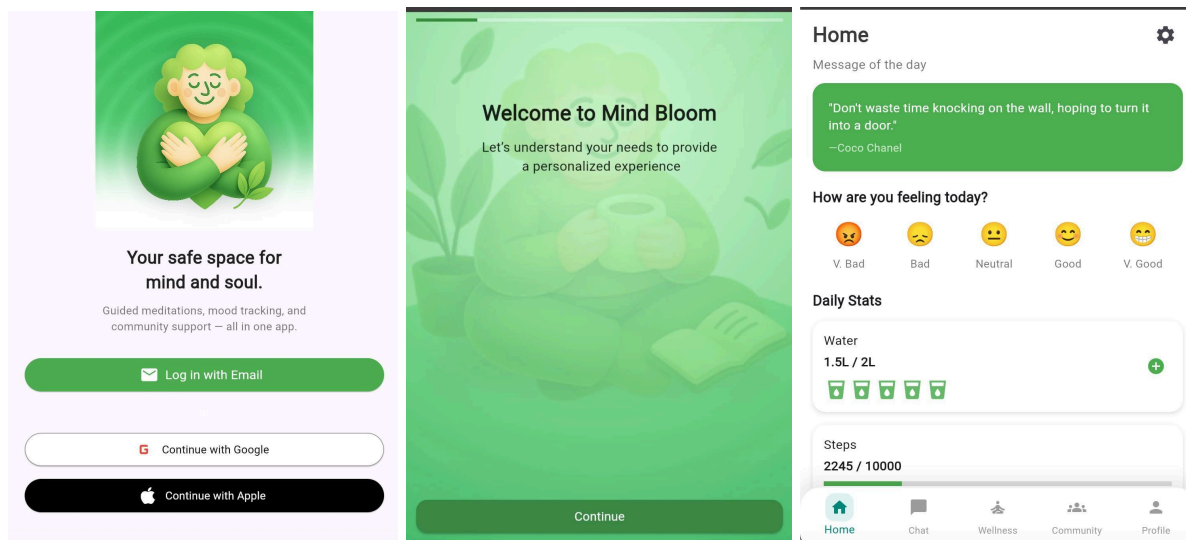 Your safe space for
mind and soul.
Guided meditations, mood tracking, and
community support — all in one app.
Log in with Email
Continue with Google
Continue with Apple
Welcome to Mind Bloom
Let's understand your needs to provide
a personalized experience
Continue
Home
Message of the day
"Don't waste time knocking on the wall, hoping to turn it
into a door."
—Coco Chanel
How are you feeling today?
V. Bad
Bad
Neutral
Good
V. Good
Daily Stats
Water
1.5L / 2L
Steps
2245 / 10000
Home
Chat
Wellness
Community
Profile